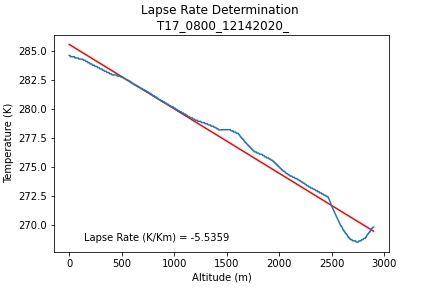 Lapse Rate Determination
T17_0800_12142020_
Temperature (K)
285.0
282.5
280.0
277.5
275.0
272.5
270.0
Lapse Rate (K/Km) = -5.5359
0 500 1000 1500 2000 2500 3000
Altitude (m)